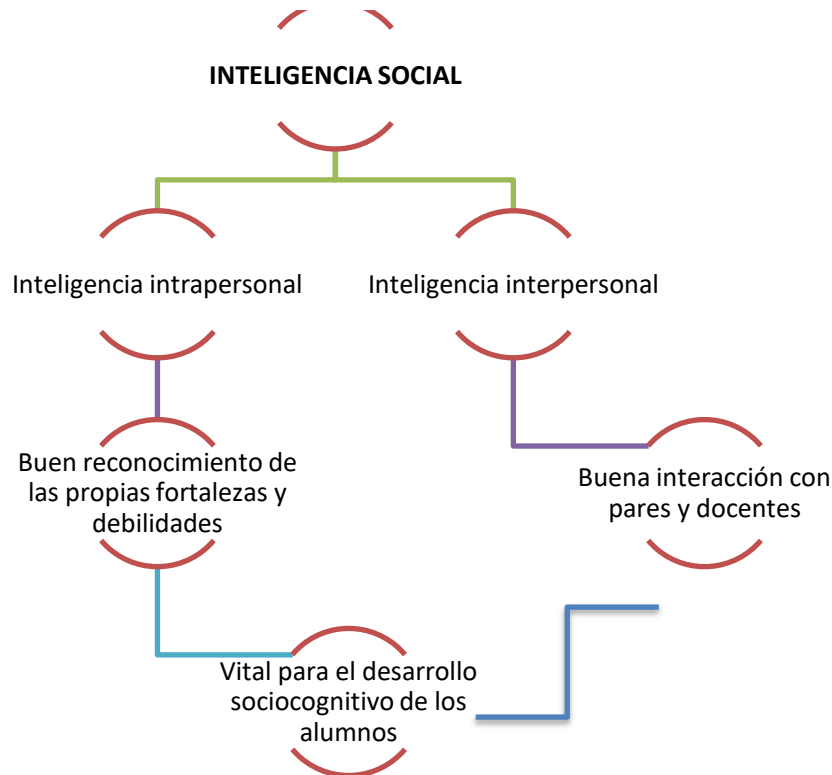 INTELIGENCIA SOCIAL
Inteligencia intrapersonal
Inteligencia interpersonal
Buen reconocimiento de
las propias fortalezas y
debilidades
Buena interacción con
pares y docentes
Vital para el desarrollo
sociocognitivo de los
alumnos